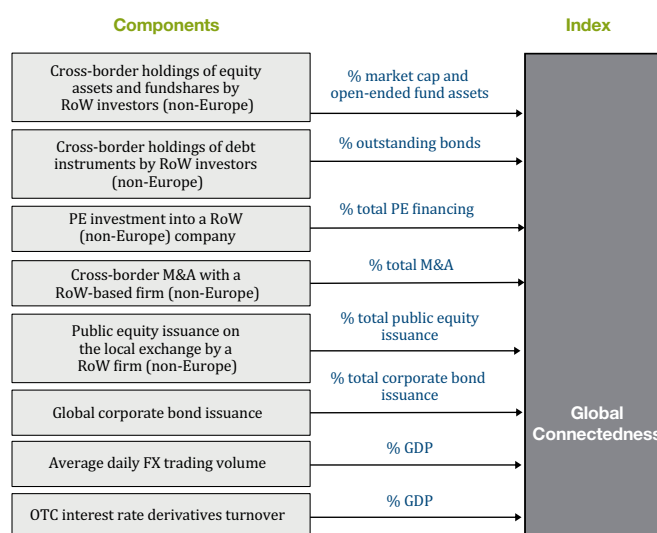 Components
Index
Cross-border holdings of equity
assets and fundshares by
RoW investors (non-Europe)
% market cap and
open-ended fund assets
Cross-border holdings of debt
instruments by RoW investors
(non-Europe)
% outstanding bonds
PE investment into a RoW
(non-Europe) company
% total PE financing
Cross-border M&A with a
RoW-based firm (non-Europe)
% total M&A
Public equity issuance on
the local exchange by a
RoW firm (non-Europe)
% total public equity
issuance
Global corporate bond issuance
% total corporate bond
issuance
Average daily FX trading volume
% GDP
OTC interest rate derivatives turnover
% GDP
Global
Connectedness